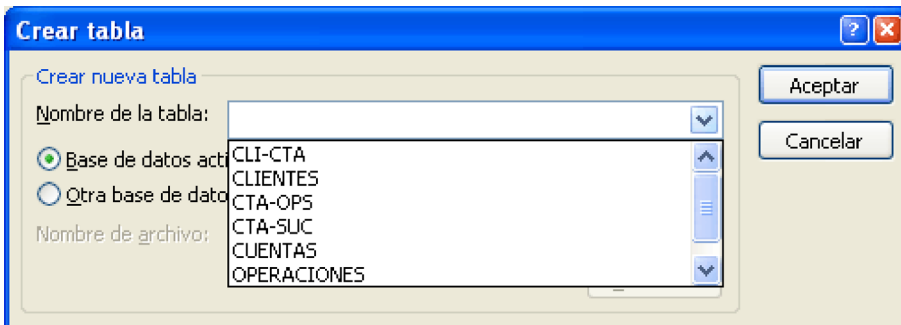 Crear tabla
Crear nueva tabla
Aceptar
Nombre de la tabla:
Cancelar
Base de datos acti
CLI-CTA
CLIENTES
Otra base de dato
CTA-OPS
CTA-SUC
Nombre de archivo:
CUENTAS
OPERACIONES